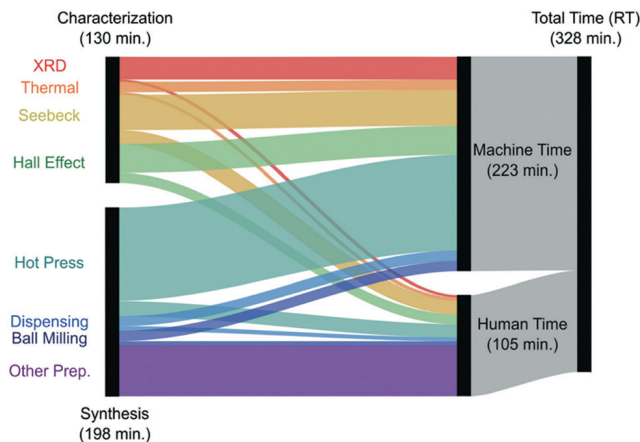 Characterization
(130 min.)
Total Time (RT)
(328 min.)
XRD
Thermal
Seebeck
Hall Effect
Machine Time
(223 min.)
Hot Press
Dispensing
Ball Milling
Human Time
(105 min.)
Other Prep.
Synthesis
(198 min.)